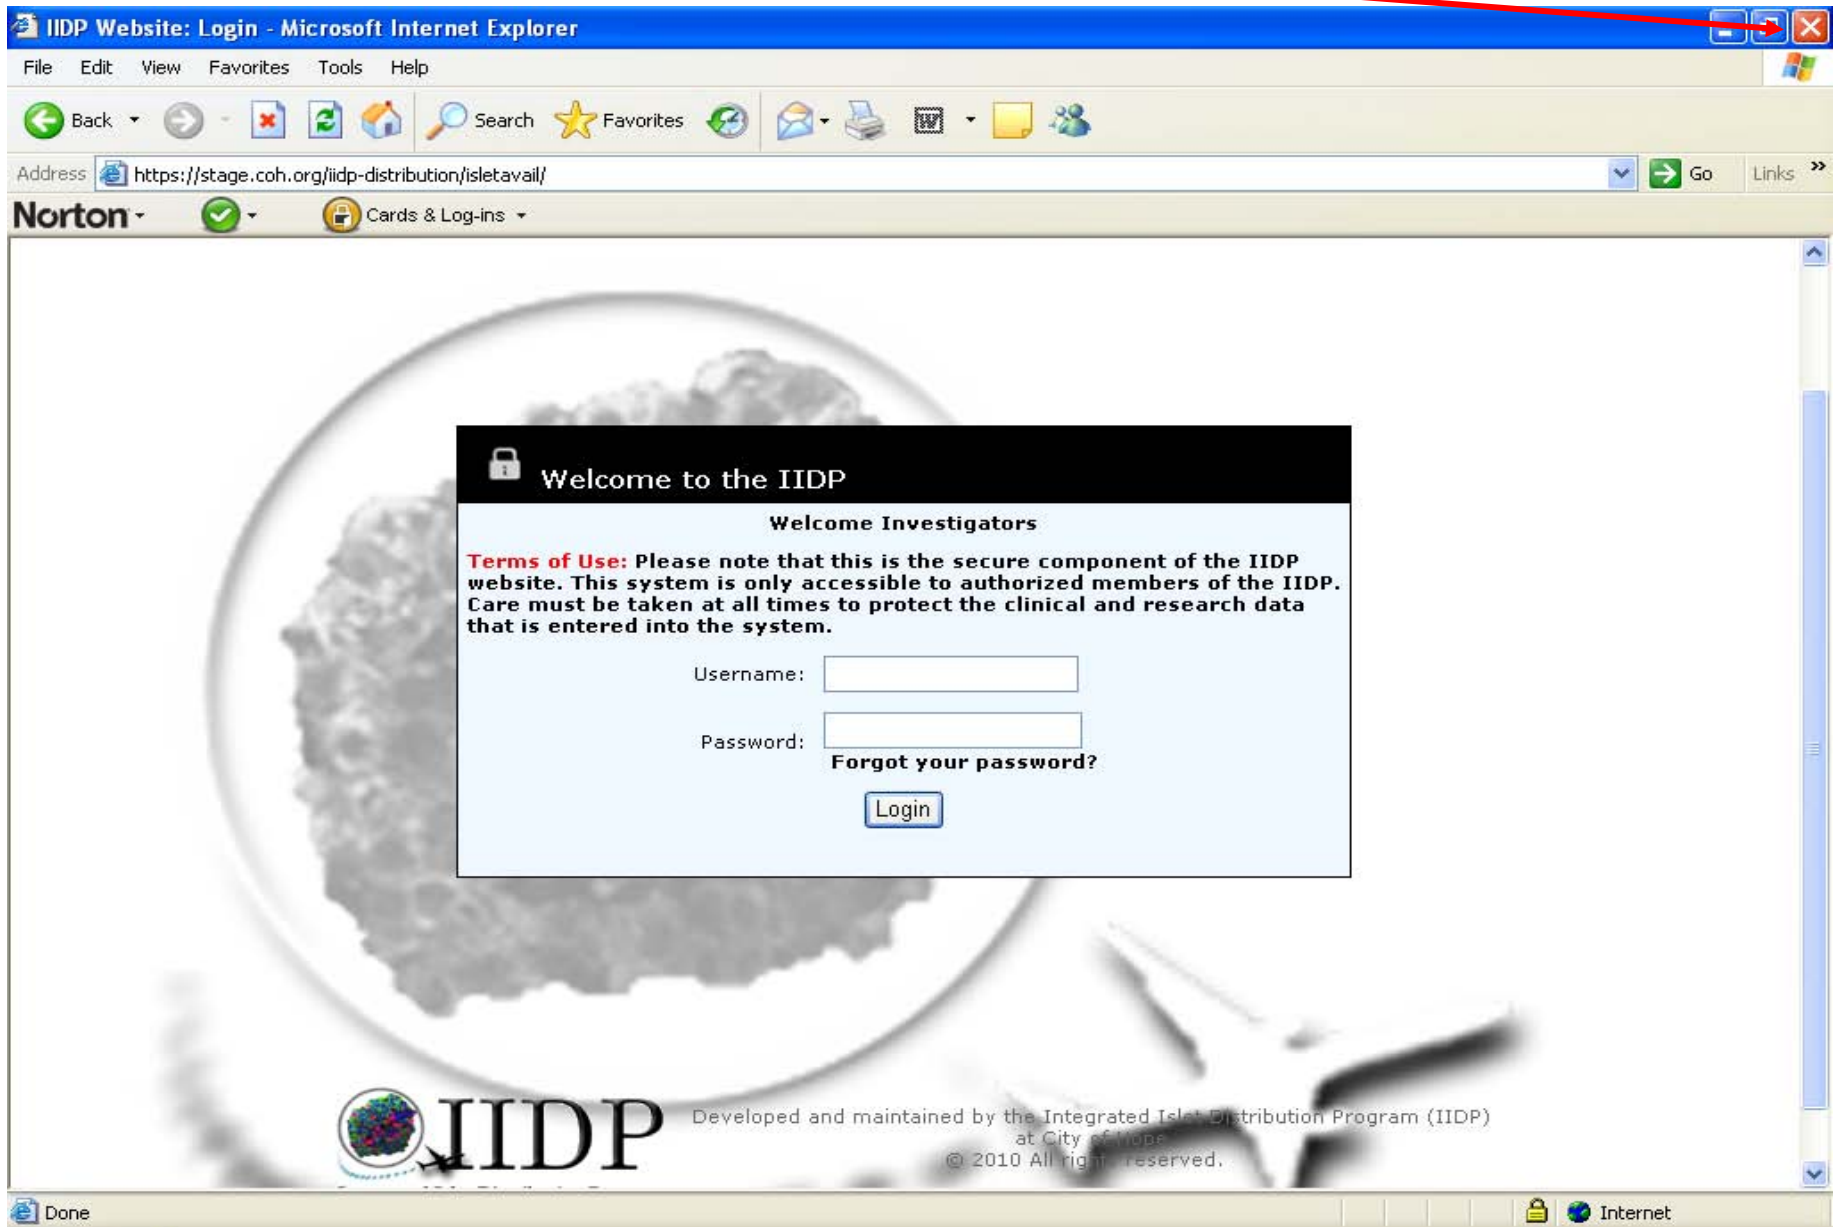 IIDP Website: Login - Microsoft Internet Explorer
File Edit View Favorites Tools Help
Back Search Favorites
Address https://stage.coh.org/iidp-distribution/isletavail/ Go Links »
Norton Cards & Log-ins
Welcome to the IIDP
Welcome Investigators
Terms of Use: Please note that this is the secure component of the IIDP
website. This system is only accessible to authorized members of the IIDP.
Care must be taken at all times to protect the clinical and research data
that is entered into the system.
Username:
Password:
Forgot your password?
Login
IIDP
Developed and maintained by the Integrated Islet Distribution Program (IIDP)
at City of Hope
© 2010 All rights reserved.
Done Internet